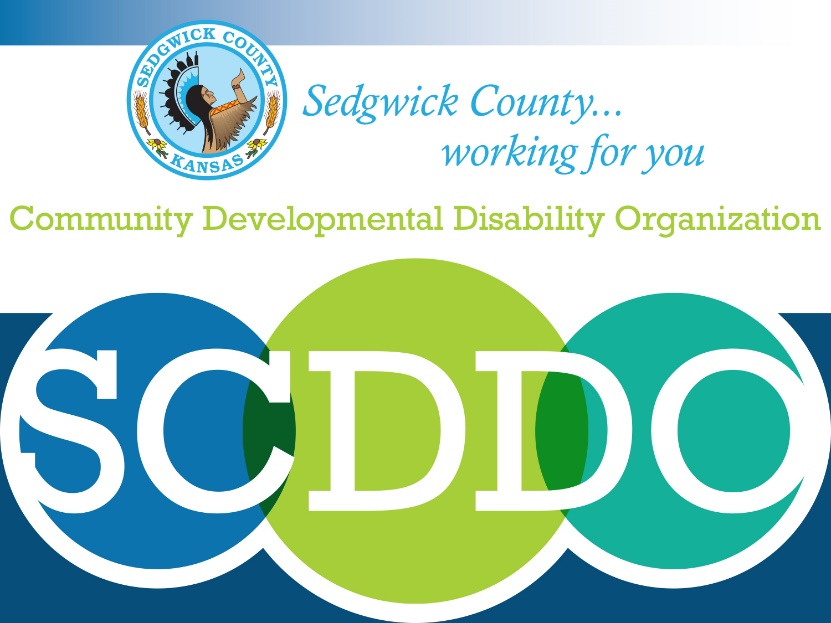 SEDGWICK COUNTY
KANSAS
Sedgwick County...
working for you
Community Developmental Disability Organization
SCDDO